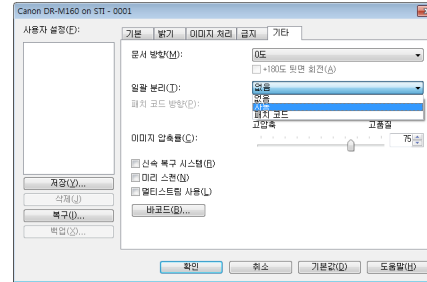 Canon DR-M160 on STI - 0001
사용자 설정(F):
기본 밝기 이미지 처리 급지 기타
문서 방향(M): 0도
+180도 뒷면 회전(A)
일괄 분리(T): 없음
없음
사용
패치 코드
패치 코드 방향(P):
고압축 고품질
이미지 압축률(C): 75
신속 복구 시스템(R)
미리 스캔(N)
멀티스트림 사용(L)
바코드(B)...
저장(V)...
삭제(J)
복구(I)...
백업(X)...
확인 취소 기본값(D) 도움말(H)